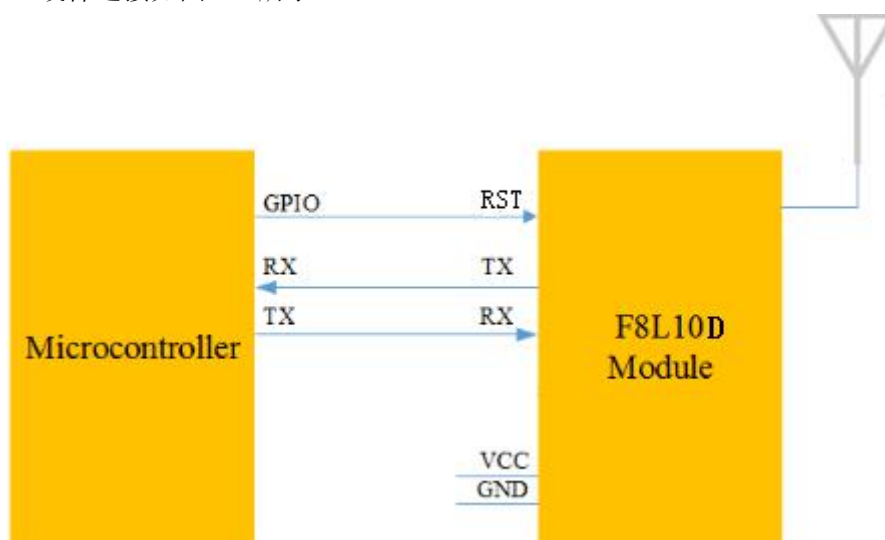 GPIO RST
RX TX
TX RX
Microcontroller
F8L10D
Module
VCC
GND